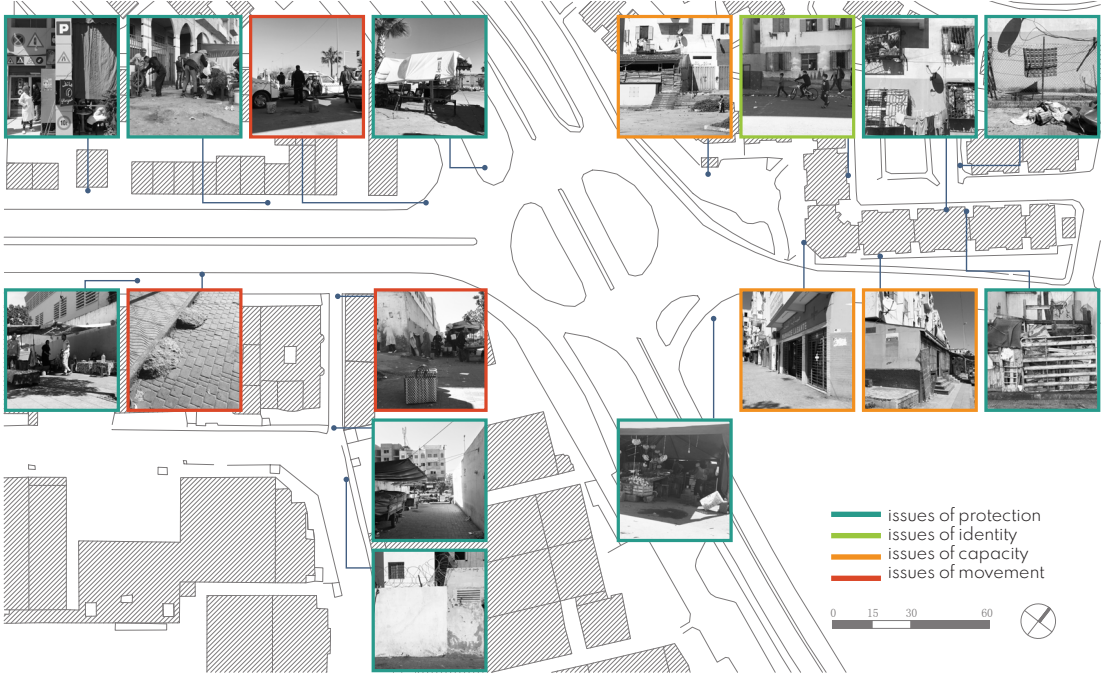 P
issues of protection
issues of identity
issues of capacity
issues of movement
0 15 30 60